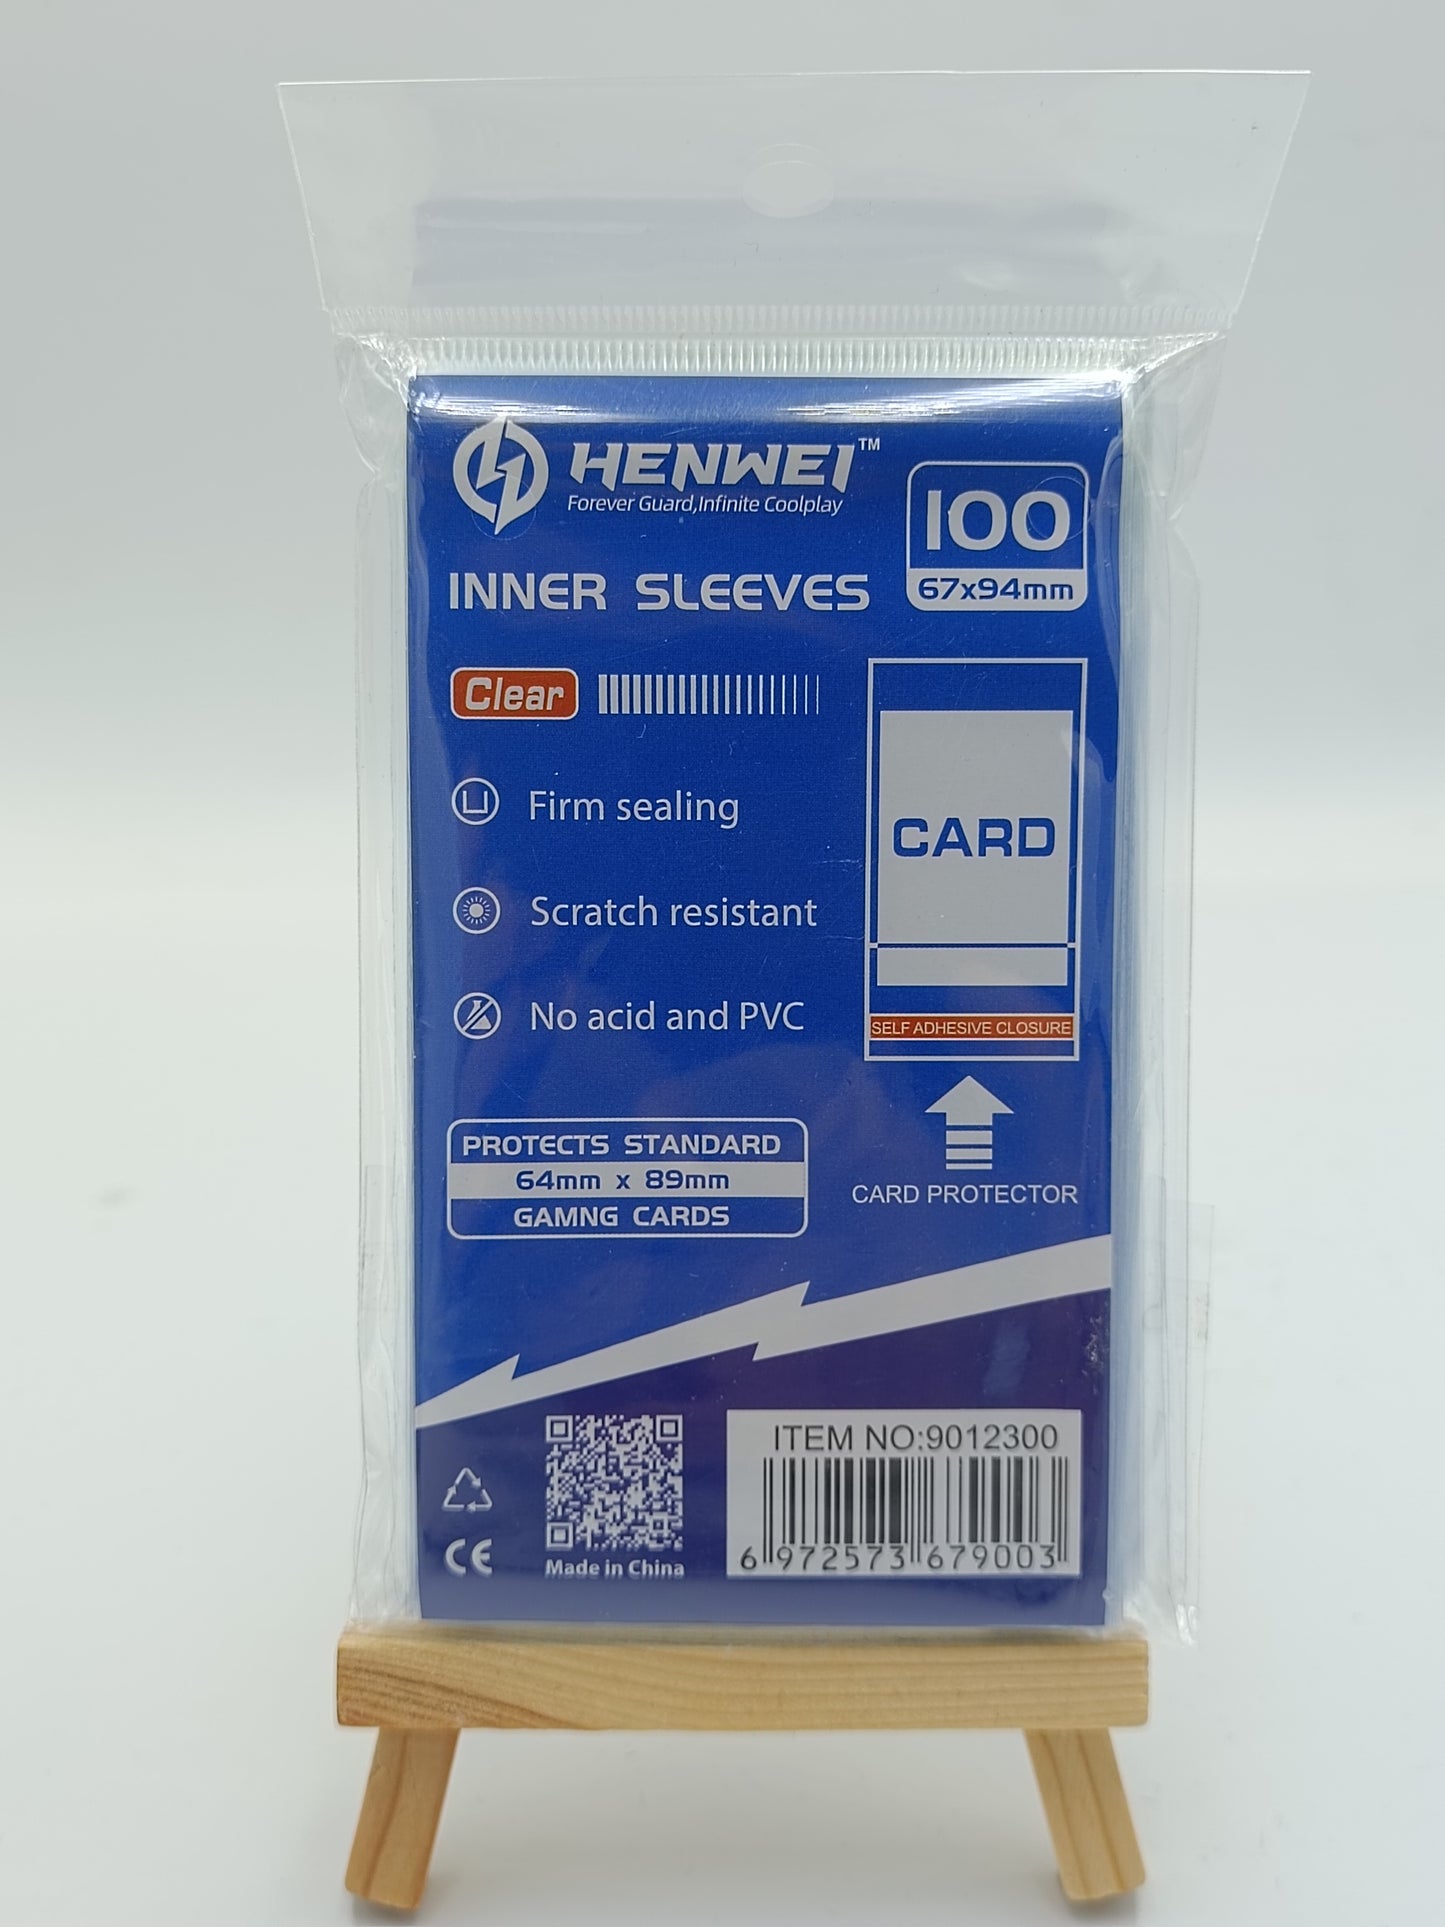 HENWEI™
Forever Guard,Infinite Coolplay
100
67x94mm
INNER SLEEVES
Clear
Firm sealing
Scratch resistant
No acid and PVC
CARD
SELF ADHESIVE CLOSURE
CARD PROTECTOR
PROTECTS STANDARD
64mm x 89mm
GAMNG CARDS
ITEM NO:9012300
6 972573 679003
CE
Made in China